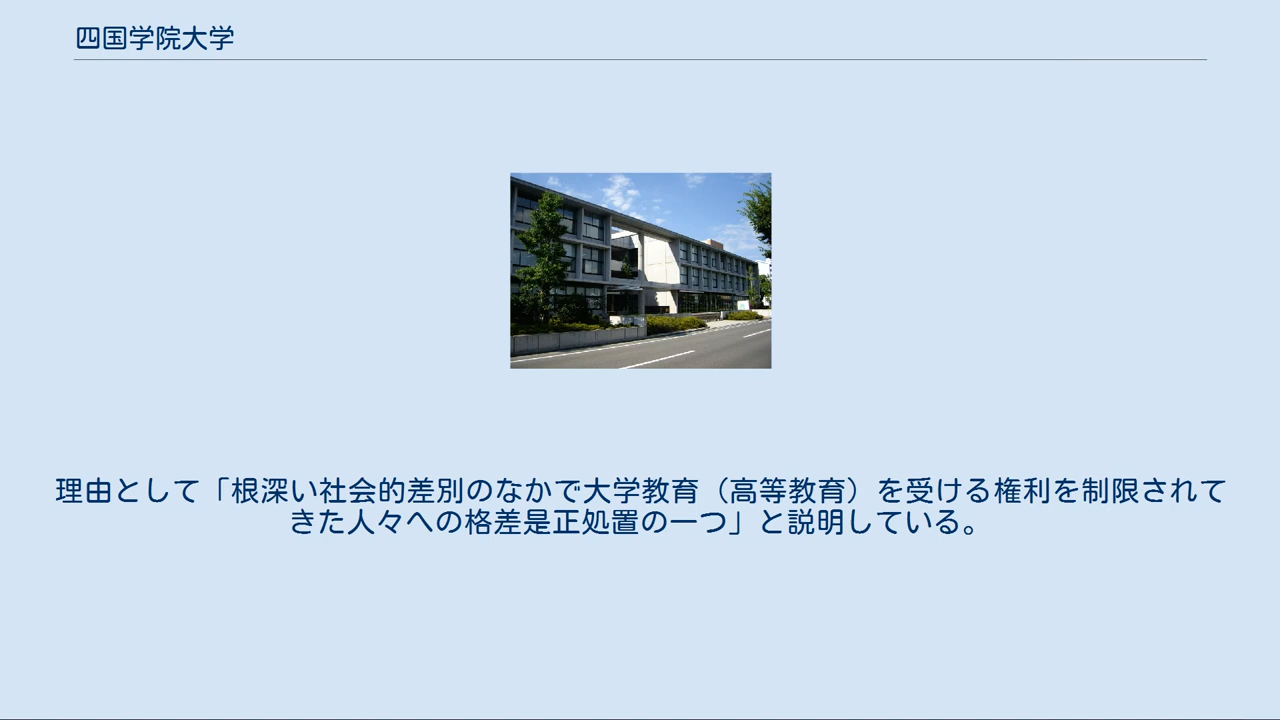 四国学院大学
理由として「根深い社会的差別のなかで大学教育（高等教育）を受ける権利を制限されて
きた人々への格差是正処置の一つ」と説明している。